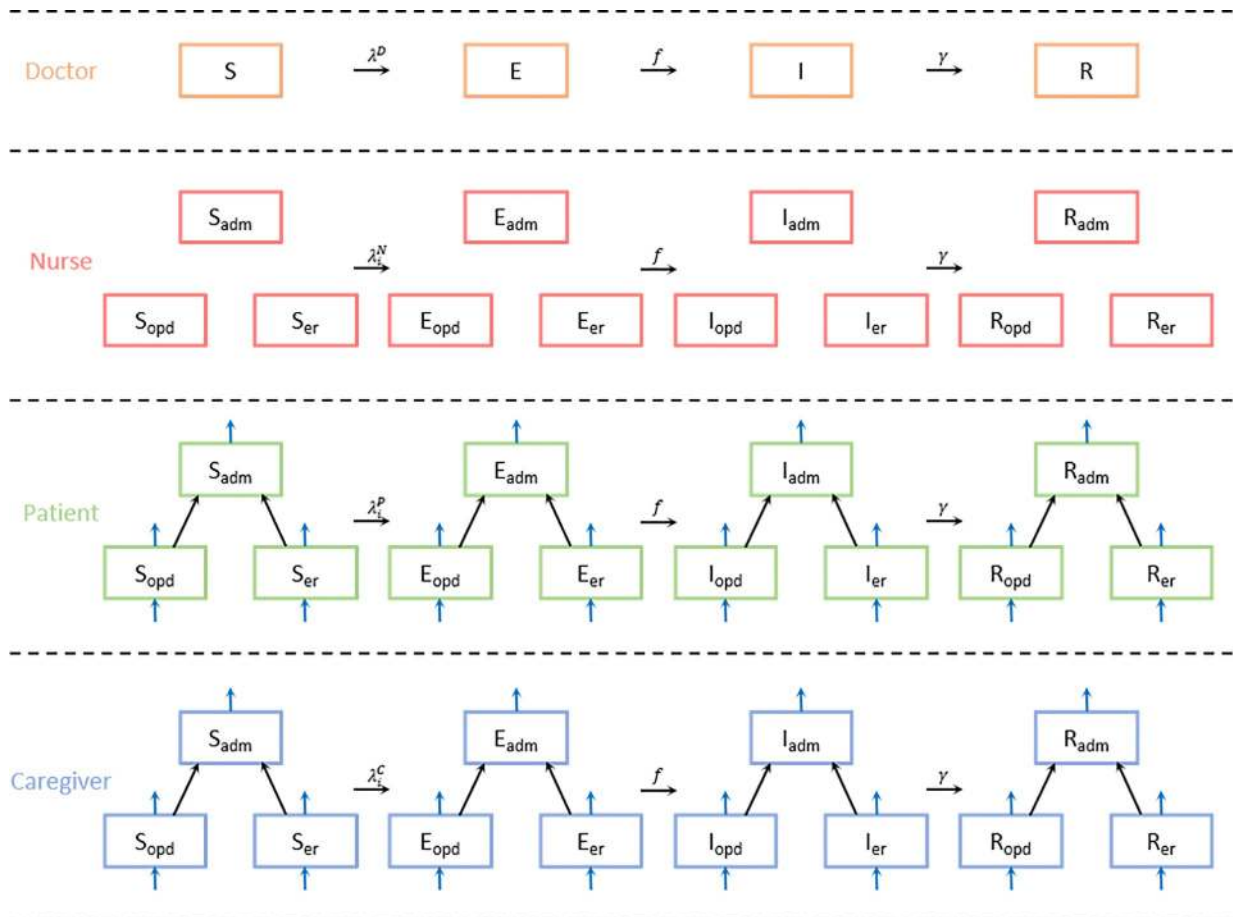 λ^D f γ
Doctor S E I R
S_adm E_adm I_adm R_adm
Nurse λ_i^N f γ
S_opd S_er E_opd E_er I_opd I_er R_opd R_er
S_adm E_adm I_adm R_adm
Patient λ_i^P f γ
S_opd S_er E_opd E_er I_opd I_er R_opd R_er
S_adm E_adm I_adm R_adm
Caregiver λ_i^C f γ
S_opd S_er E_opd E_er I_opd I_er R_opd R_er